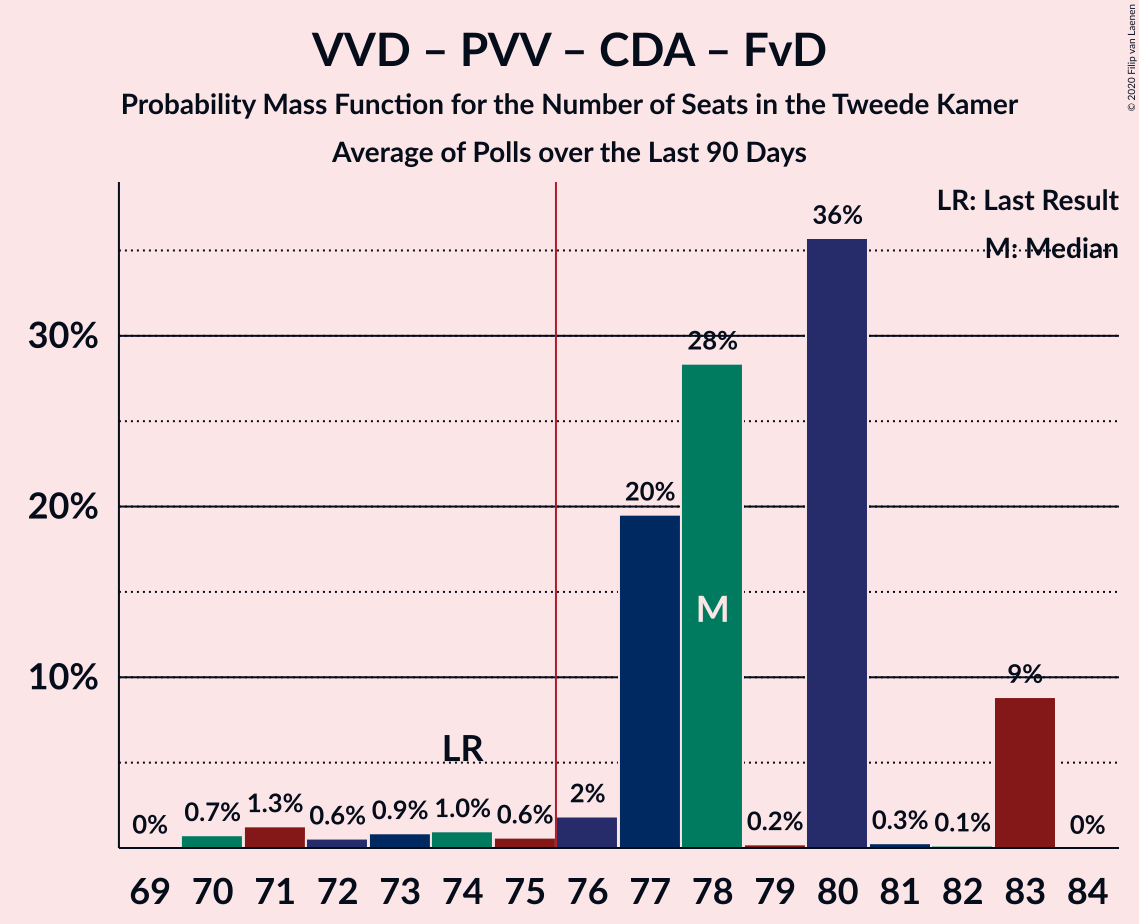 VVD – PVV – CDA – FvD
Probability Mass Function for the Number of Seats in the Tweede Kamer
Average of Polls over the Last 90 Days
© 2020 Filip van Laenen
LR: Last Result
M: Median
30%
20%
10%
0%
0.7%
1.3%
0.6%
0.9%
1.0%
0.6%
2%
20%
28%
0.2%
36%
0.3%
0.1%
9%
0%
LR
M
69 70 71 72 73 74 75 76 77 78 79 80 81 82 83 84